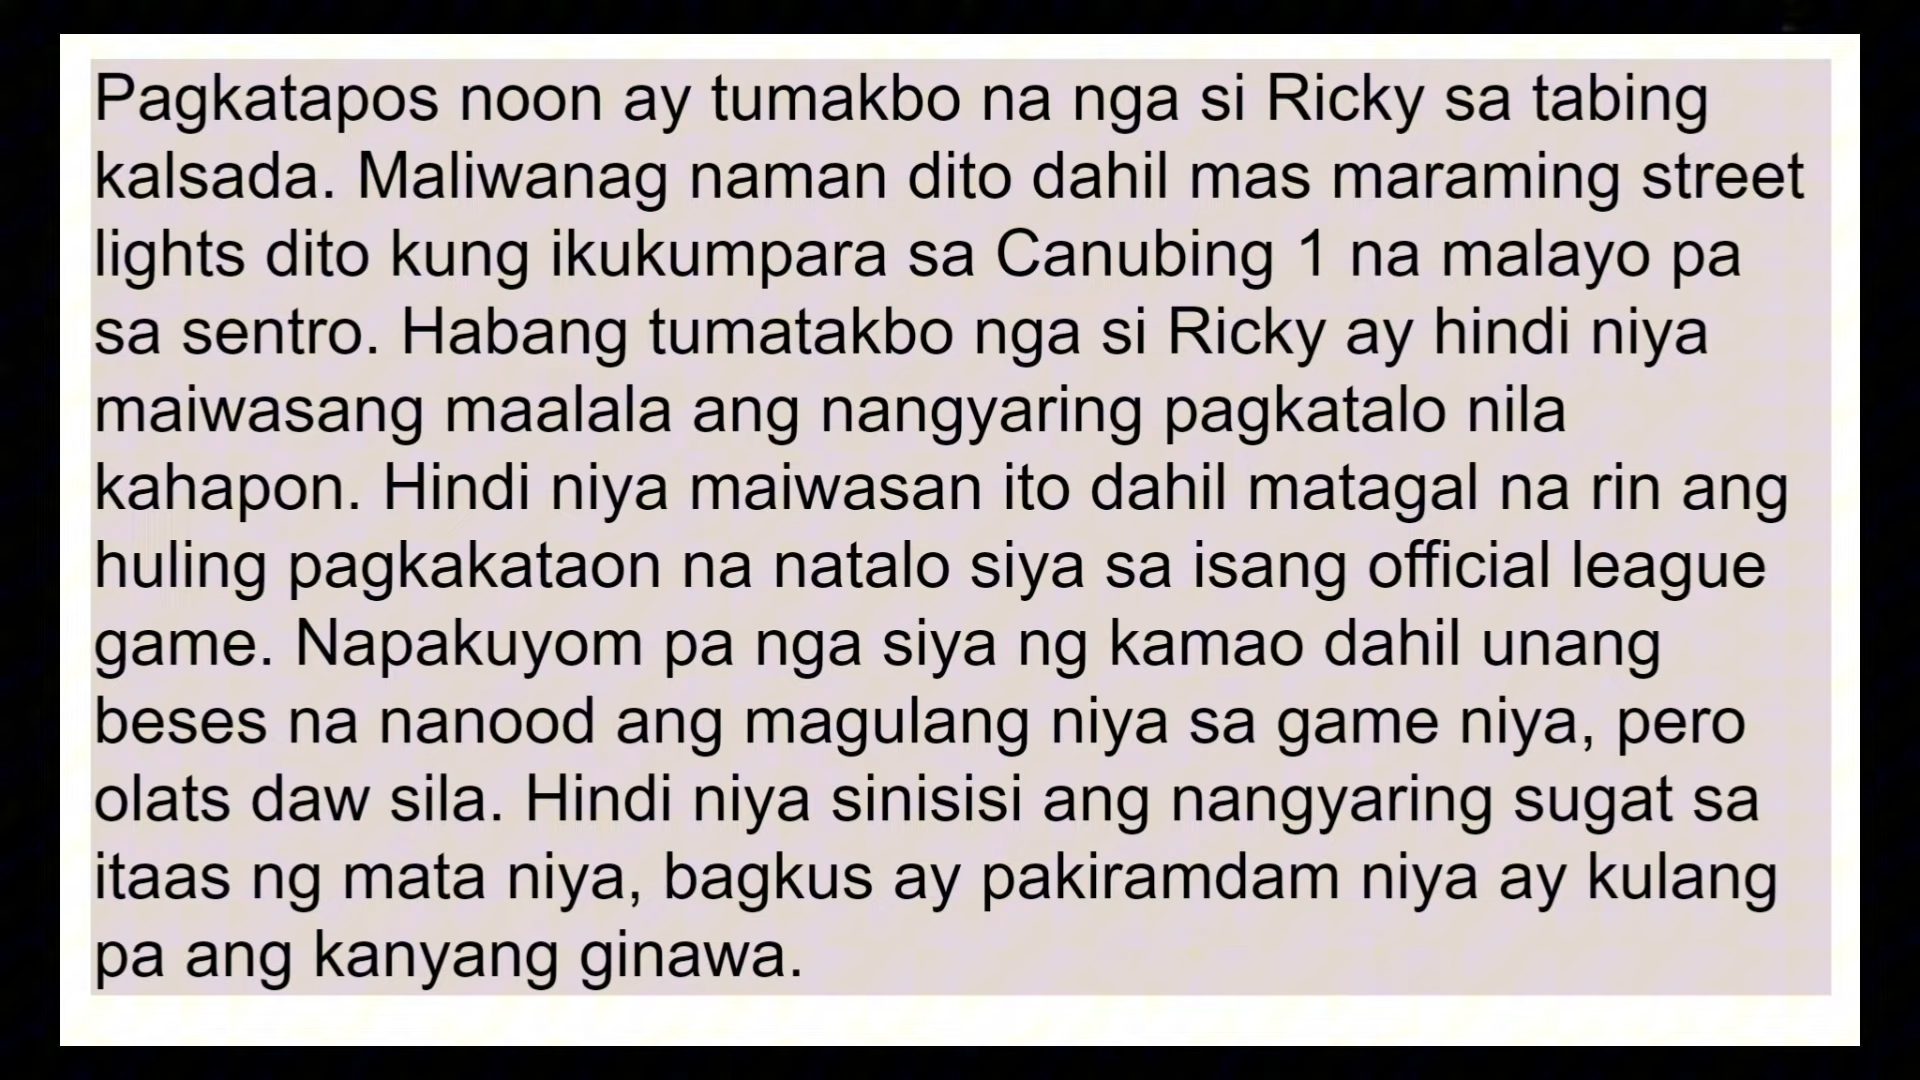 Pagkatapos noon ay tumakbo na nga si Ricky sa tabing
kalsada. Maliwanag naman dito dahil mas maraming street
lights dito kung ikukumpara sa Canubing 1 na malayo pa
sa sentro. Habang tumatakbo nga si Ricky ay hindi niya
maiwasang maalala ang nangyaring pagkatalo nila
kahapon. Hindi niya maiwasan ito dahil matagal na rin ang
huling pagkakataon na natalo siya sa isang official league
game. Napakuyom pa nga siya ng kamao dahil unang
beses na nanood ang magulang niya sa game niya, pero
olats daw sila. Hindi niya sinisisi ang nangyaring sugat sa
itaas ng mata niya, bagkus ay pakiramdam niya ay kulang
pa ang kanyang ginawa.